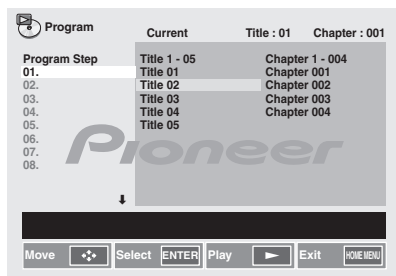 Program
Current Title : 01 Chapter : 001
Program Step Title 1 - 05 Chapter 1 - 004
01. Title 01 Chapter 001
02. Title 02 Chapter 002
03. Title 03 Chapter 003
04. Title 04 Chapter 004
05. Title 05
06.
07.
08.
Pioneer
Move Select ENTER Play Exit HOME MENU